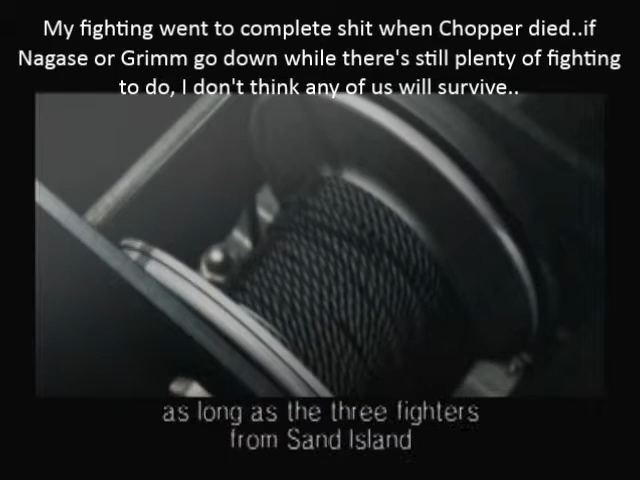 My fighting went to complete shit when Chopper died..if
Nagase or Grimm go down while there's still plenty of fighting
to do, I don't think any of us will survive..
as long as the three fighters
from Sand Island